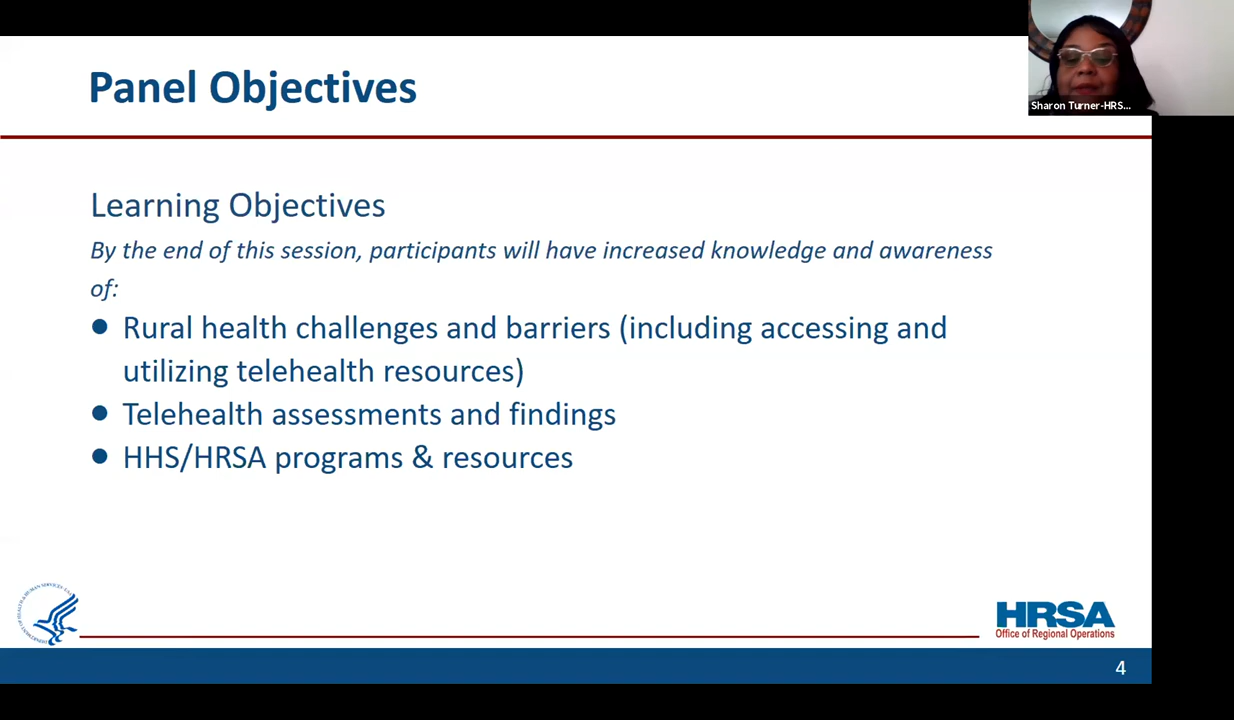 Panel Objectives
Sharon Turner-HRS...
Learning Objectives
By the end of this session, participants will have increased knowledge and awareness
of:
● Rural health challenges and barriers (including accessing and
utilizing telehealth resources)
● Telehealth assessments and findings
● HHS/HRSA programs & resources
HRSA
Office of Regional Operations
4